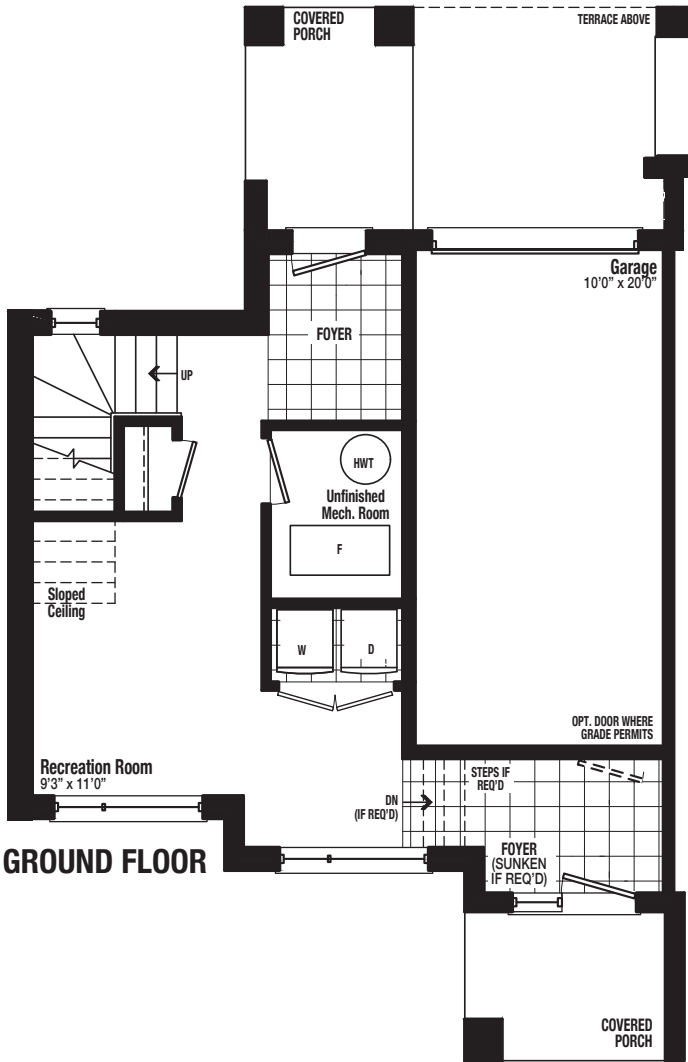 COVERED
PORCH
TERRACE ABOVE
Garage
10'0" x 20'0"
FOYER
UP
HWT
Unfinished
Mech. Room
F
Sloped
Ceiling
W
D
OPT. DOOR WHERE
GRADE PERMITS
Recreation Room
9'3" x 11'0"
STEPS IF
REQ'D
DN
(IF REQ'D)
FOYER
(SUNKEN
IF REQ'D)
GROUND FLOOR
COVERED
PORCH